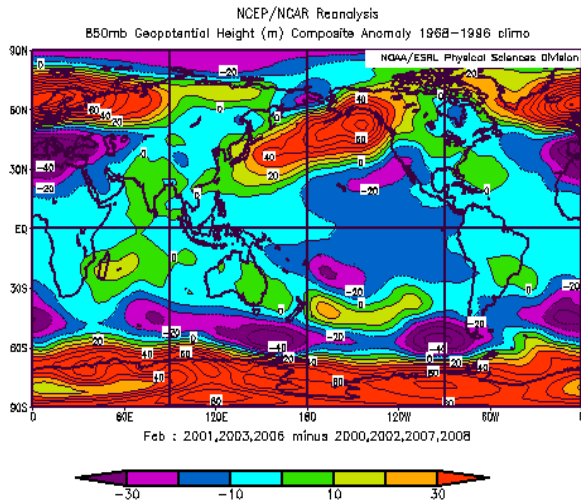 NCEP/NCAR Reanalysis
850mb Geopotential Height (m) Composite Anomaly 1968-1996 climo
NOAA/ESRL Physical Sciences Division
90N
60N
30N
EQ
30S
60S
90S
0 60E 120E 180 120W 60W 0
Feb : 2001,2003,2006 minus 2000,2002,2007,2008
-30 -10 10 30